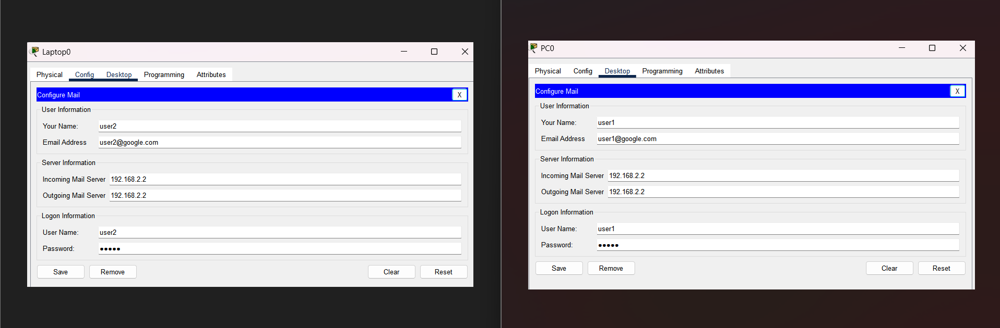 Laptop0
Physical Config Desktop Programming Attributes
Configure Mail X
User Information
Your Name: user2
Email Address user2@google.com
Server Information
Incoming Mail Server 192.168.2.2
Outgoing Mail Server 192.168.2.2
Logon Information
User Name: user2
Password: •••••
Save Remove Clear Reset
PC0
Physical Config Desktop Programming Attributes
Configure Mail X
User Information
Your Name: user1
Email Address user1@google.com
Server Information
Incoming Mail Server 192.168.2.2
Outgoing Mail Server 192.168.2.2
Logon Information
User Name: user1
Password: •••••
Save Remove Clear Reset